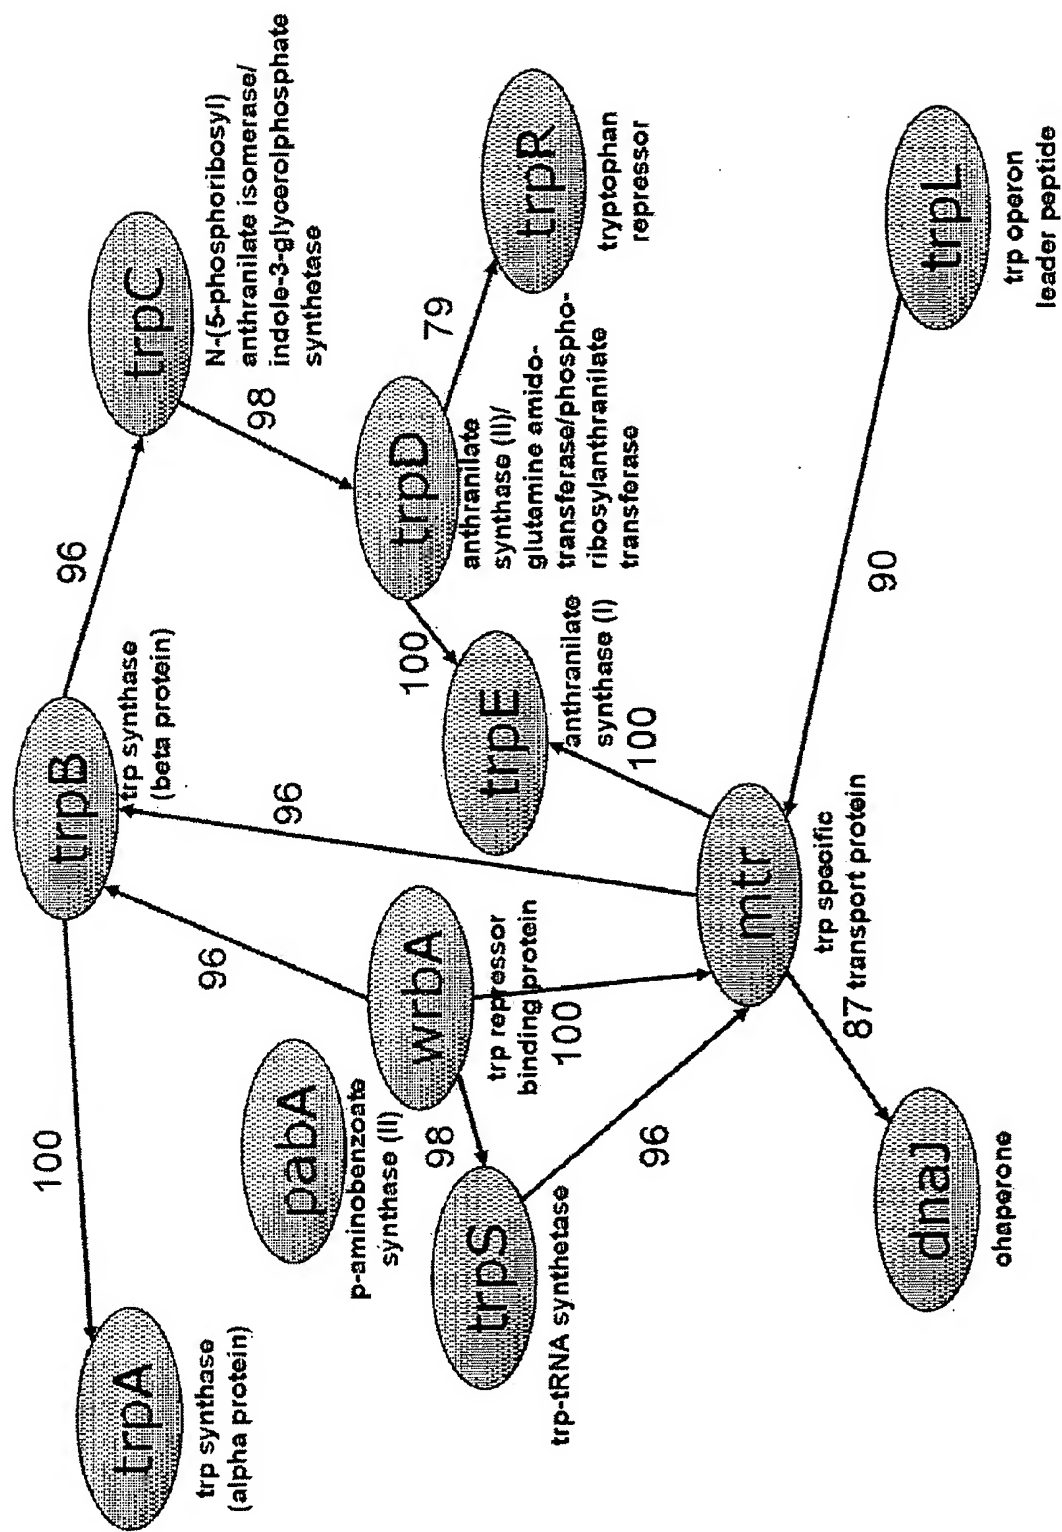 trpB
100
96
trpA
trpC
trp synthase
(beta protein)
trp synthase
(alpha protein)
N-(5-phosphoribosyl)
anthranilate isomerase/
indole-3-glycerolphosphate
synthetase
96
96
98
pabA
p-aminobenzoate
synthase (II)
wrbA
trpD
100
98
trpS
trpE
79
trpR
trp repressor
binding protein
100
anthranilate
synthase (II)/
glutamine amido-
transferase/phospho-
ribosylanthranilate
transferase
tryptophan
repressor
trp-tRNA synthetase
anthranilate
synthase (I)
100
96
mtr
trp specific
87 transport protein
90
dnaJ
trpL
ohaperone
trp operon
leader peptide